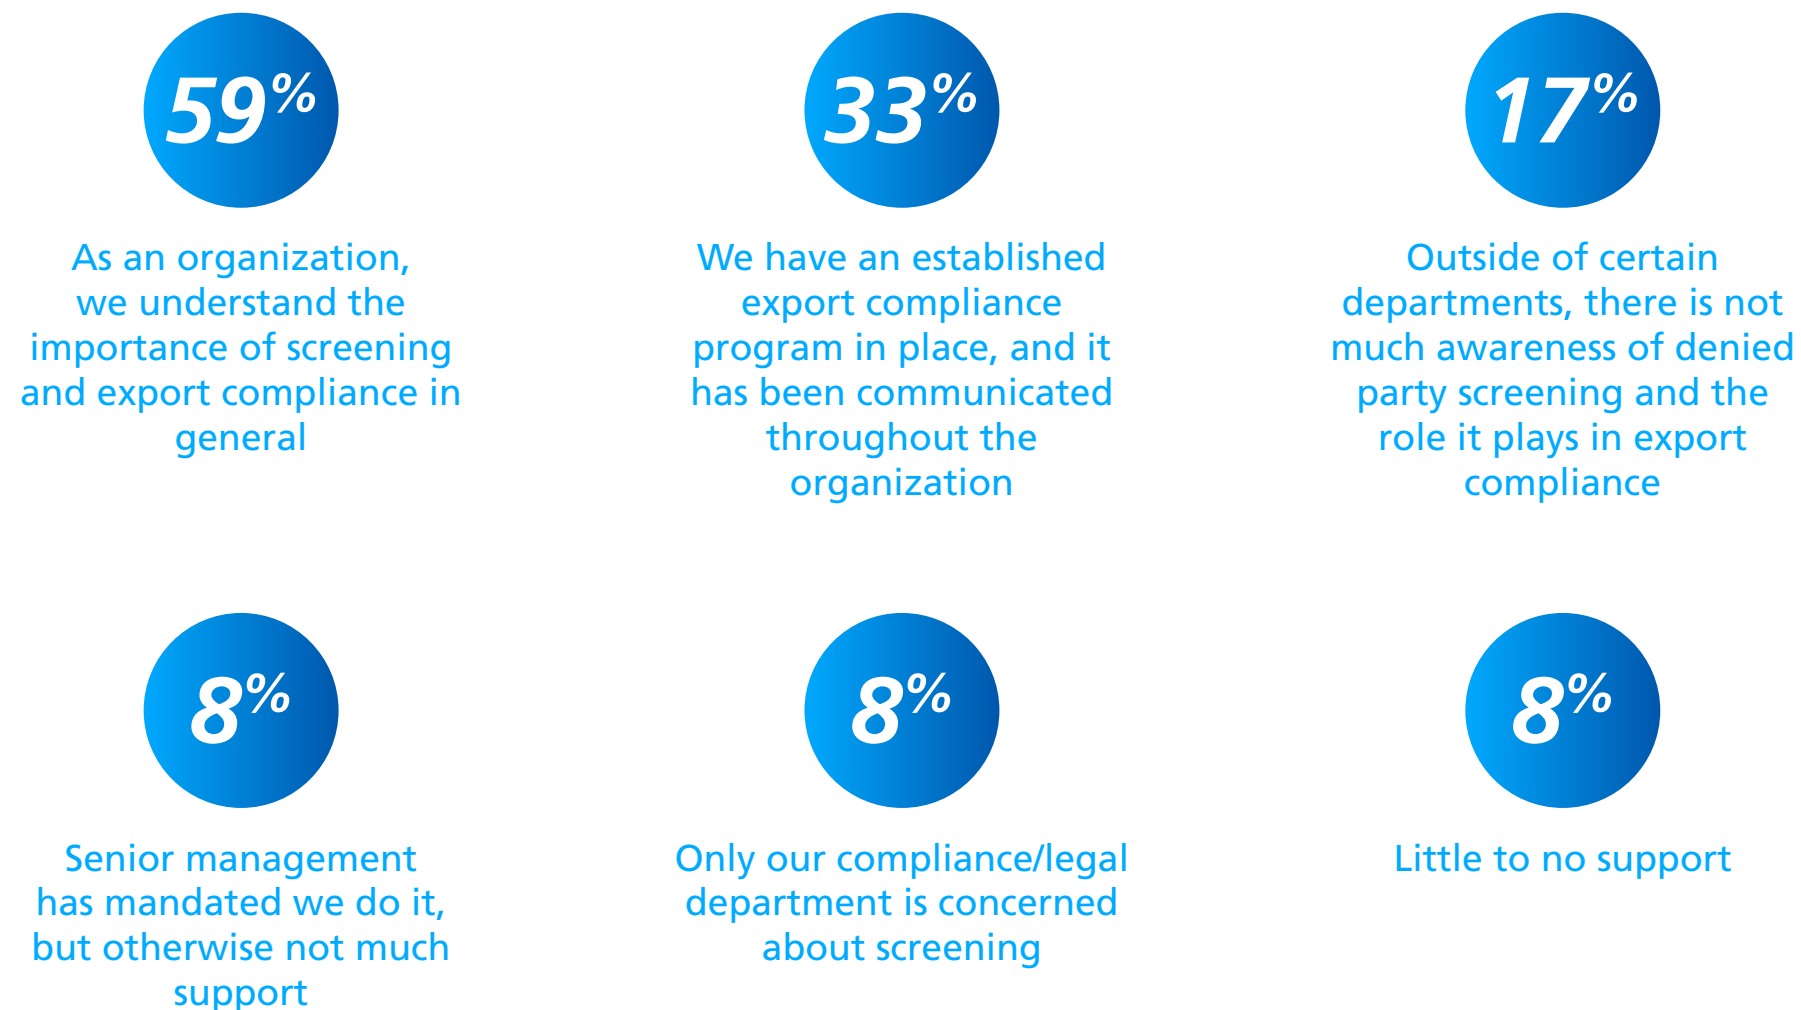 59%
As an organization,
we understand the
importance of screening
and export compliance in
general
33%
We have an established
export compliance
program in place, and it
has been communicated
throughout the
organization
17%
Outside of certain
departments, there is not
much awareness of denied
party screening and the
role it plays in export
compliance
8%
Senior management
has mandated we do it,
but otherwise not much
support
8%
Only our compliance/legal
department is concerned
about screening
8%
Little to no support